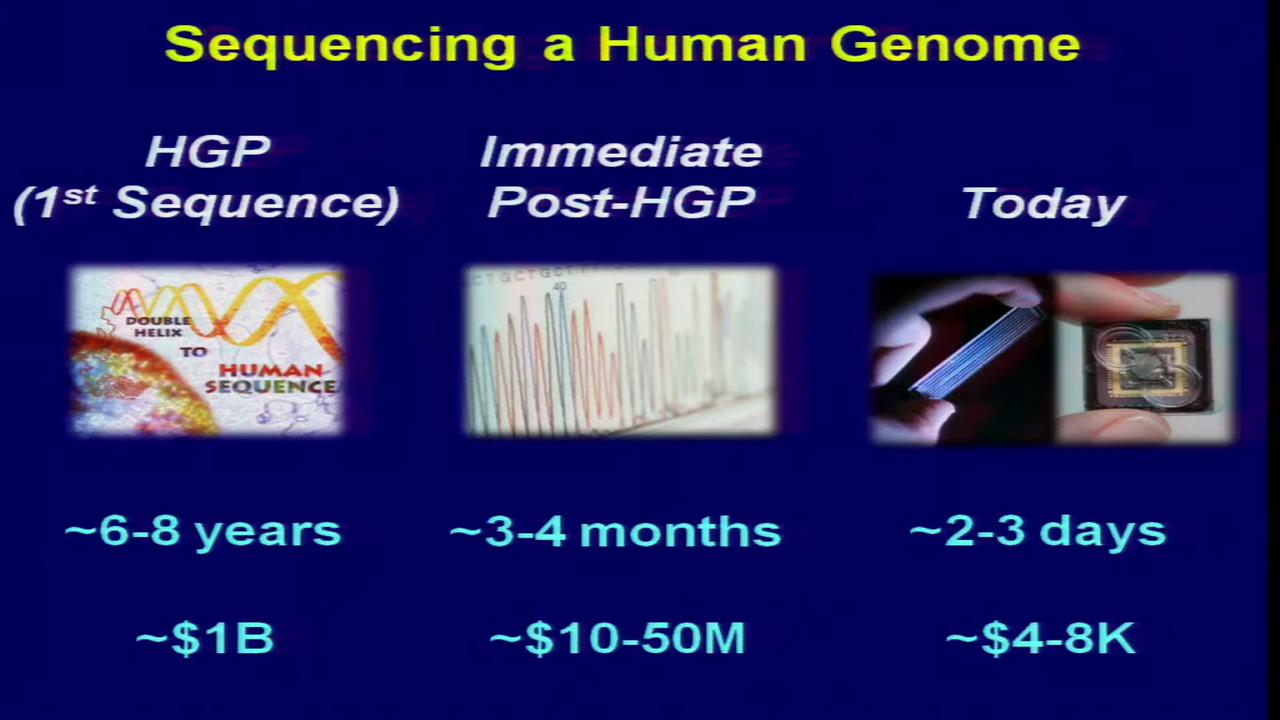 Sequencing a Human Genome
HGP
(1st Sequence)
Immediate
Post-HGP
Today
DOUBLE
HELIX
TO
HUMAN
SEQUENCE
40
~6-8 years
~3-4 months
~2-3 days
~$1B
~$10-50M
~$4-8K